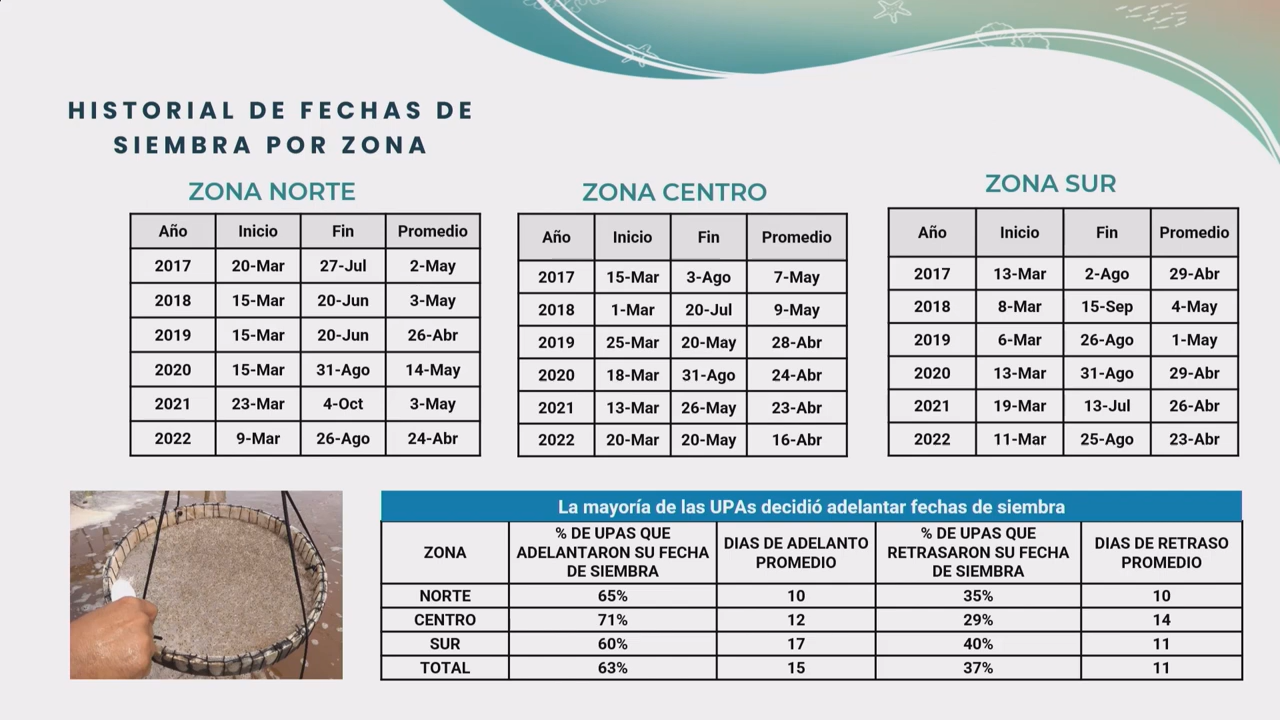 HISTORIAL DE FECHAS DE
SIEMBRA POR ZONA
ZONA NORTE
Año Inicio Fin Promedio
2017 20-Mar 27-Jul 2-May
2018 15-Mar 20-Jun 3-May
2019 15-Mar 20-Jun 26-Abr
2020 15-Mar 31-Ago 14-May
2021 23-Mar 4-Oct 3-May
2022 9-Mar 26-Ago 24-Abr
ZONA CENTRO
Año Inicio Fin Promedio
2017 15-Mar 3-Ago 7-May
2018 1-Mar 20-Jul 9-May
2019 25-Mar 20-May 28-Abr
2020 18-Mar 31-Ago 24-Abr
2021 13-Mar 26-May 23-Abr
2022 20-Mar 20-May 16-Abr
ZONA SUR
Año Inicio Fin Promedio
2017 13-Mar 2-Ago 29-Abr
2018 8-Mar 15-Sep 4-May
2019 6-Mar 26-Ago 1-May
2020 13-Mar 31-Ago 29-Abr
2021 19-Mar 13-Jul 26-Abr
2022 11-Mar 25-Ago 23-Abr
La mayoría de las UPAs decidió adelantar fechas de siembra
ZONA
% DE UPAS QUE
ADELANTARON SU FECHA
DE SIEMBRA
DIAS DE ADELANTO
PROMEDIO
% DE UPAS QUE
RETRASARON SU FECHA
DE SIEMBRA
DIAS DE RETRASO
PROMEDIO
NORTE 65% 10 35% 10
CENTRO 71% 12 29% 14
SUR 60% 17 40% 11
TOTAL 63% 15 37% 11